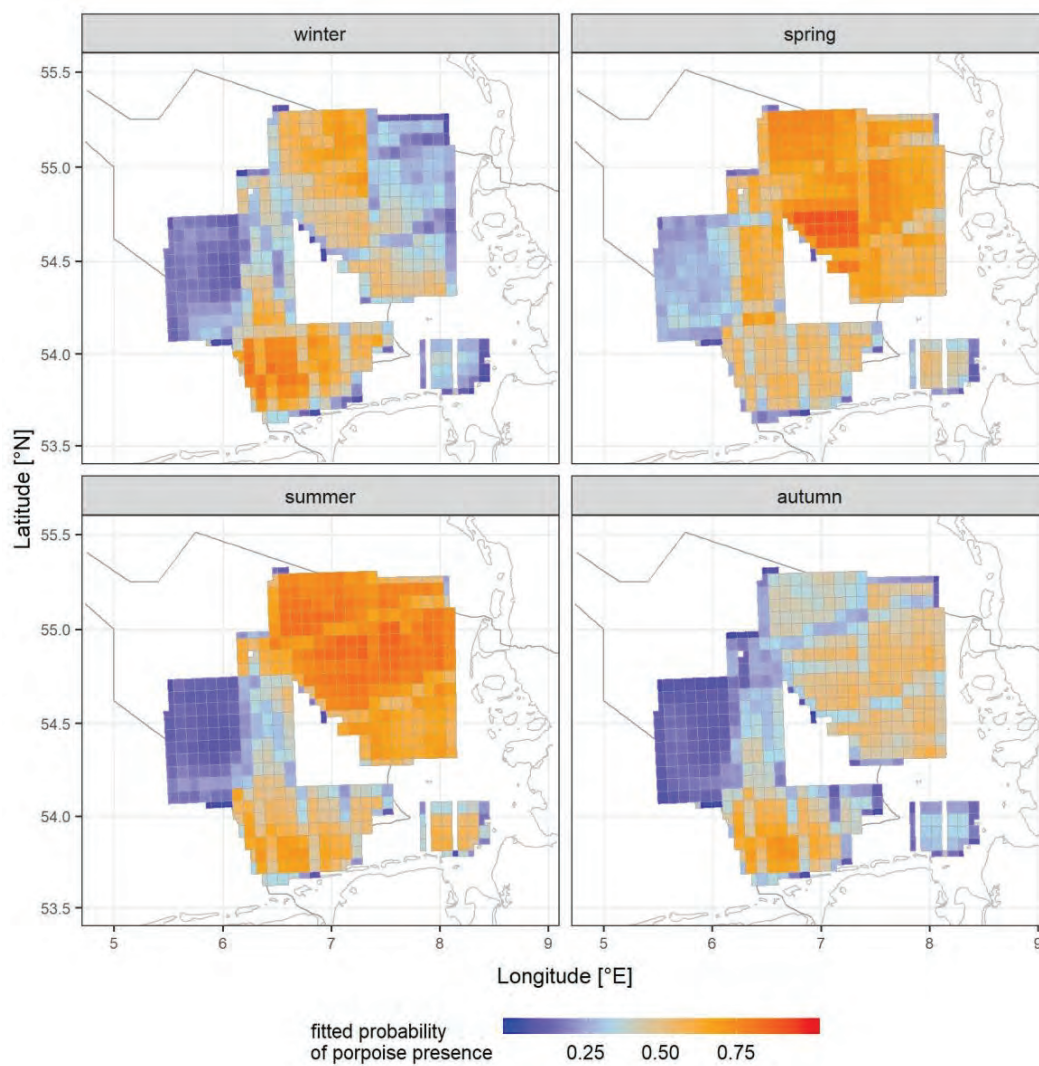 winter
spring
55.5
55.0
54.5
54.0
53.5
summer
autumn
55.5
55.0
54.5
54.0
53.5
Latitude [°N]
5 6 7 8 9 5 6 7 8 9
Longitude [°E]
fitted probability
of porpoise presence
0.25 0.50 0.75